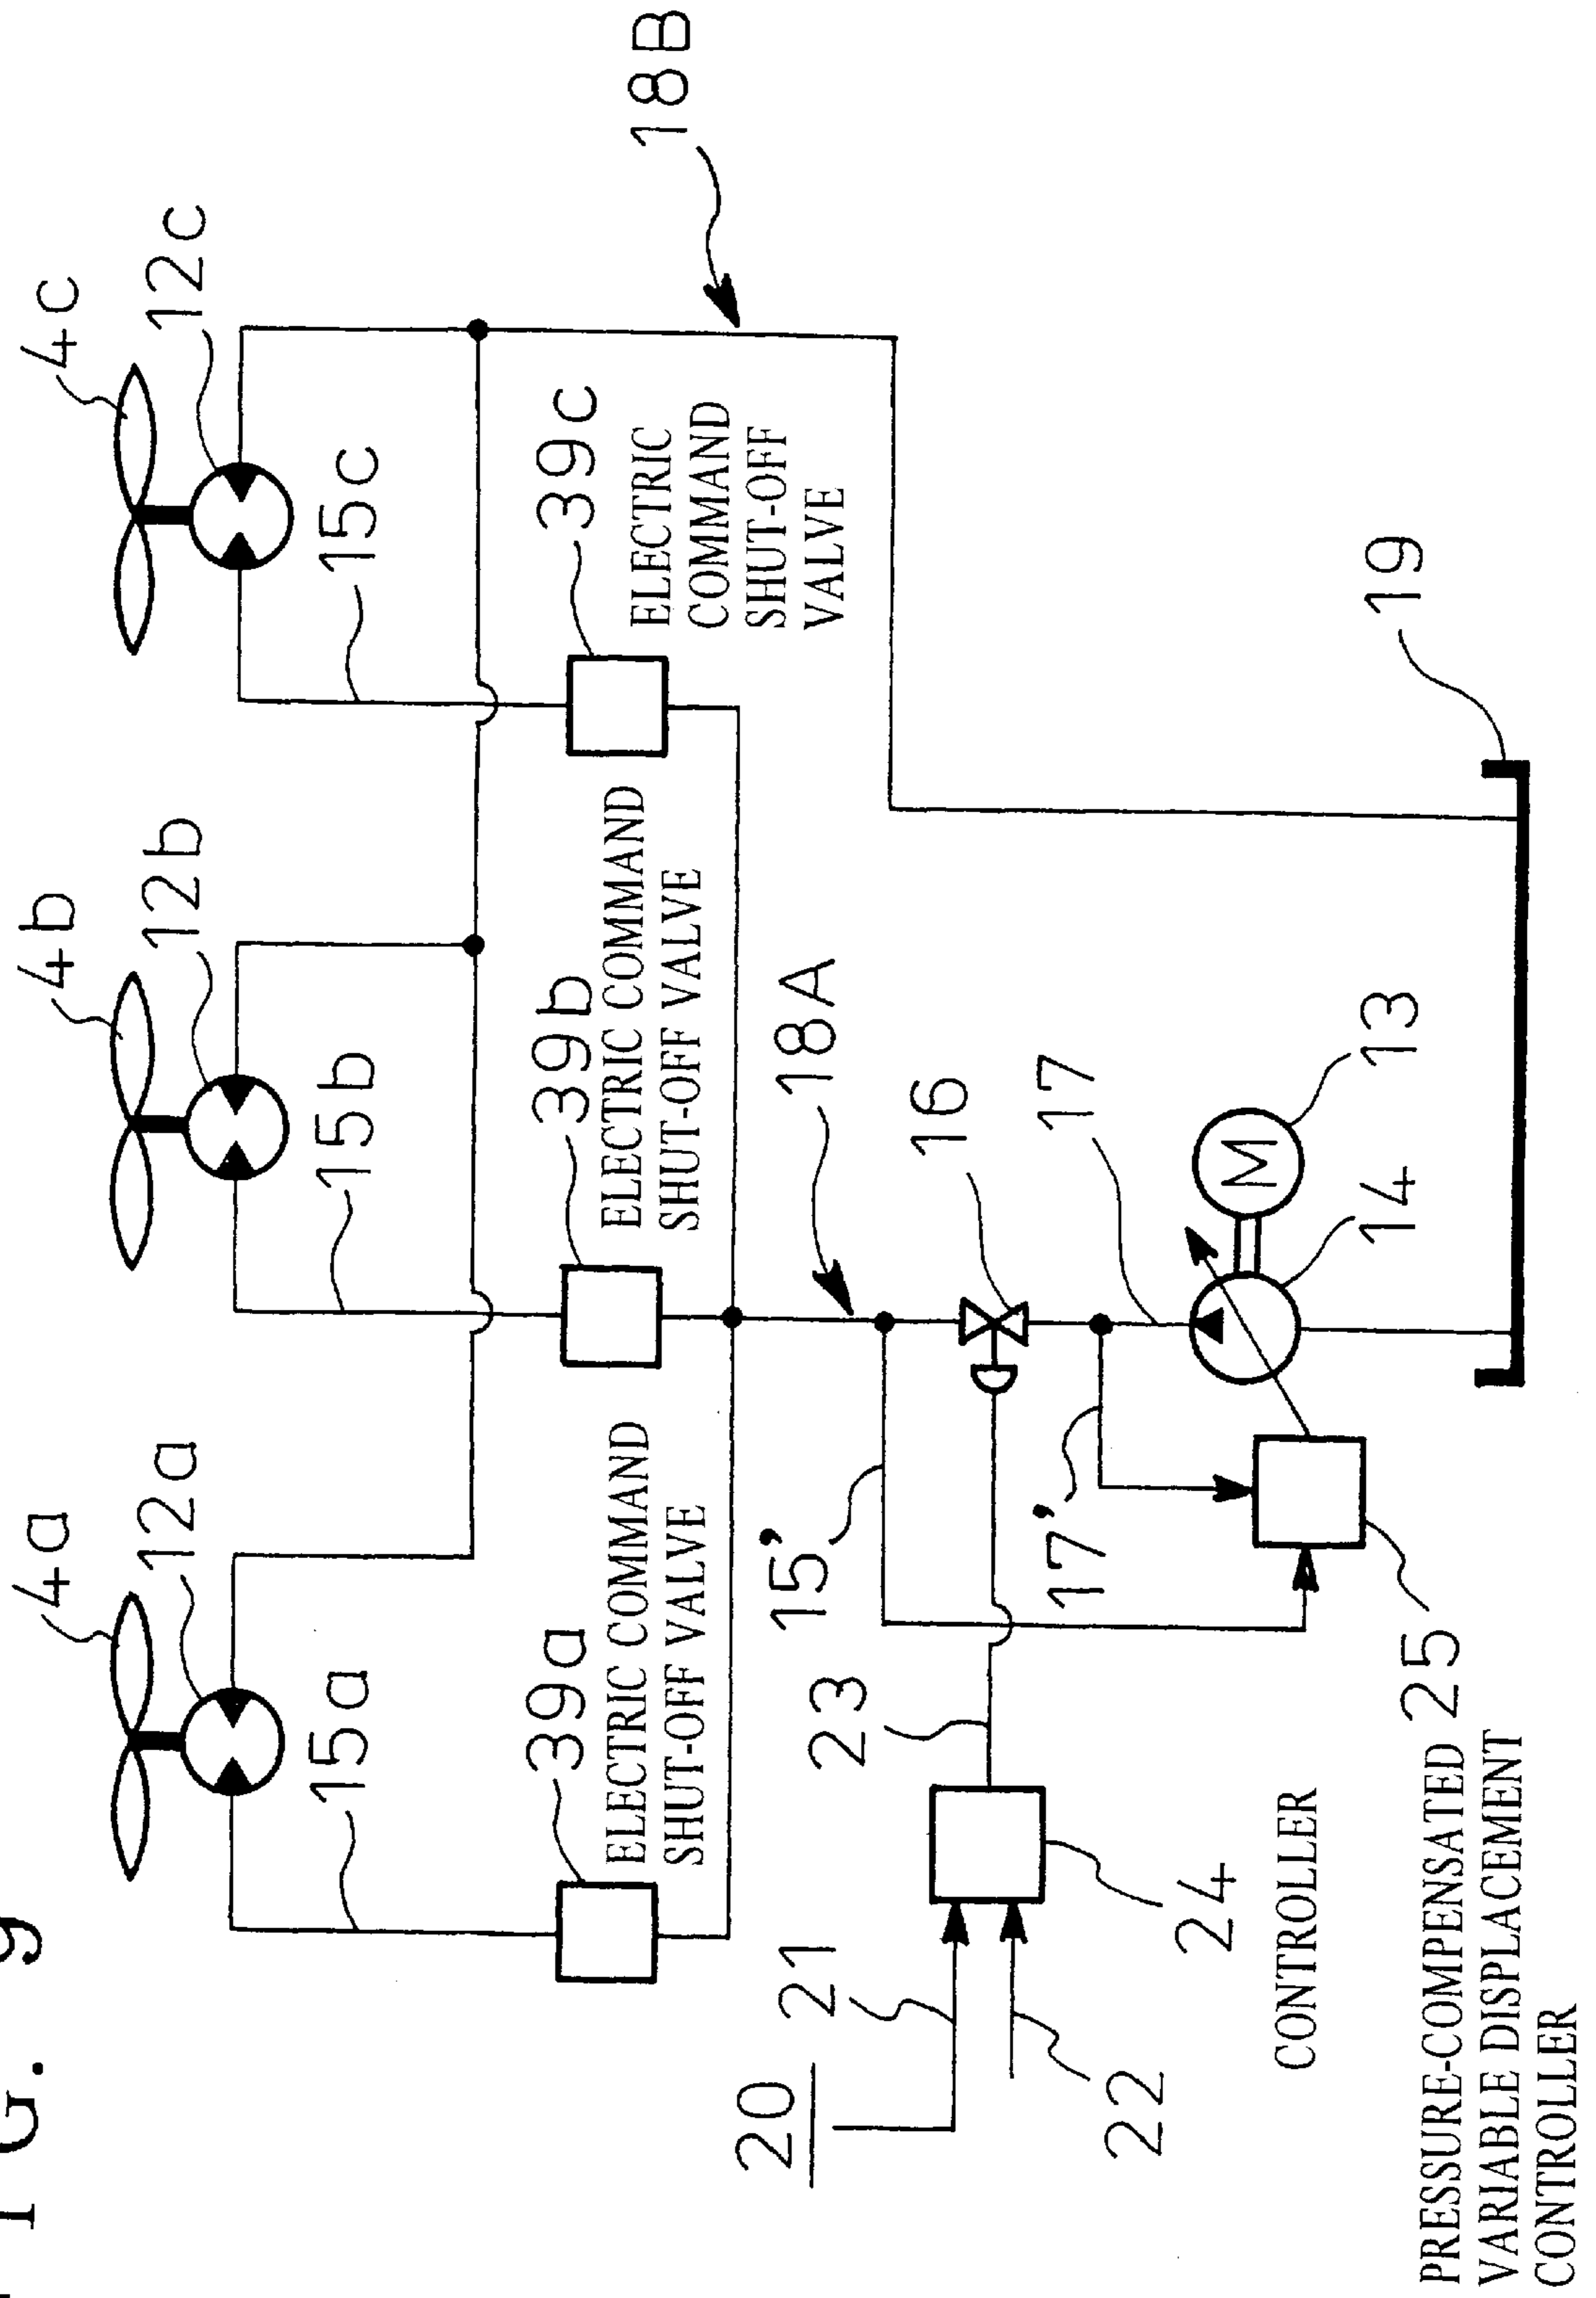 FIG. 9
4a
12a
15a
39a
ELECTRIC COMMAND
SHUT-OFF VALVE
4b
12b
15b
39b
ELECTRIC COMMAND
SHUT-OFF VALVE
4c
12c
15c
39c
ELECTRIC
COMMAND
SHUT-OFF
VALVE
18B
18A
20
21
22
23
24
CONTROLLER
15'
16
17
17'
M
13
14
19
25
PRESSURE-COMPENSATED
VARIABLE DISPLACEMENT
CONTROLLER